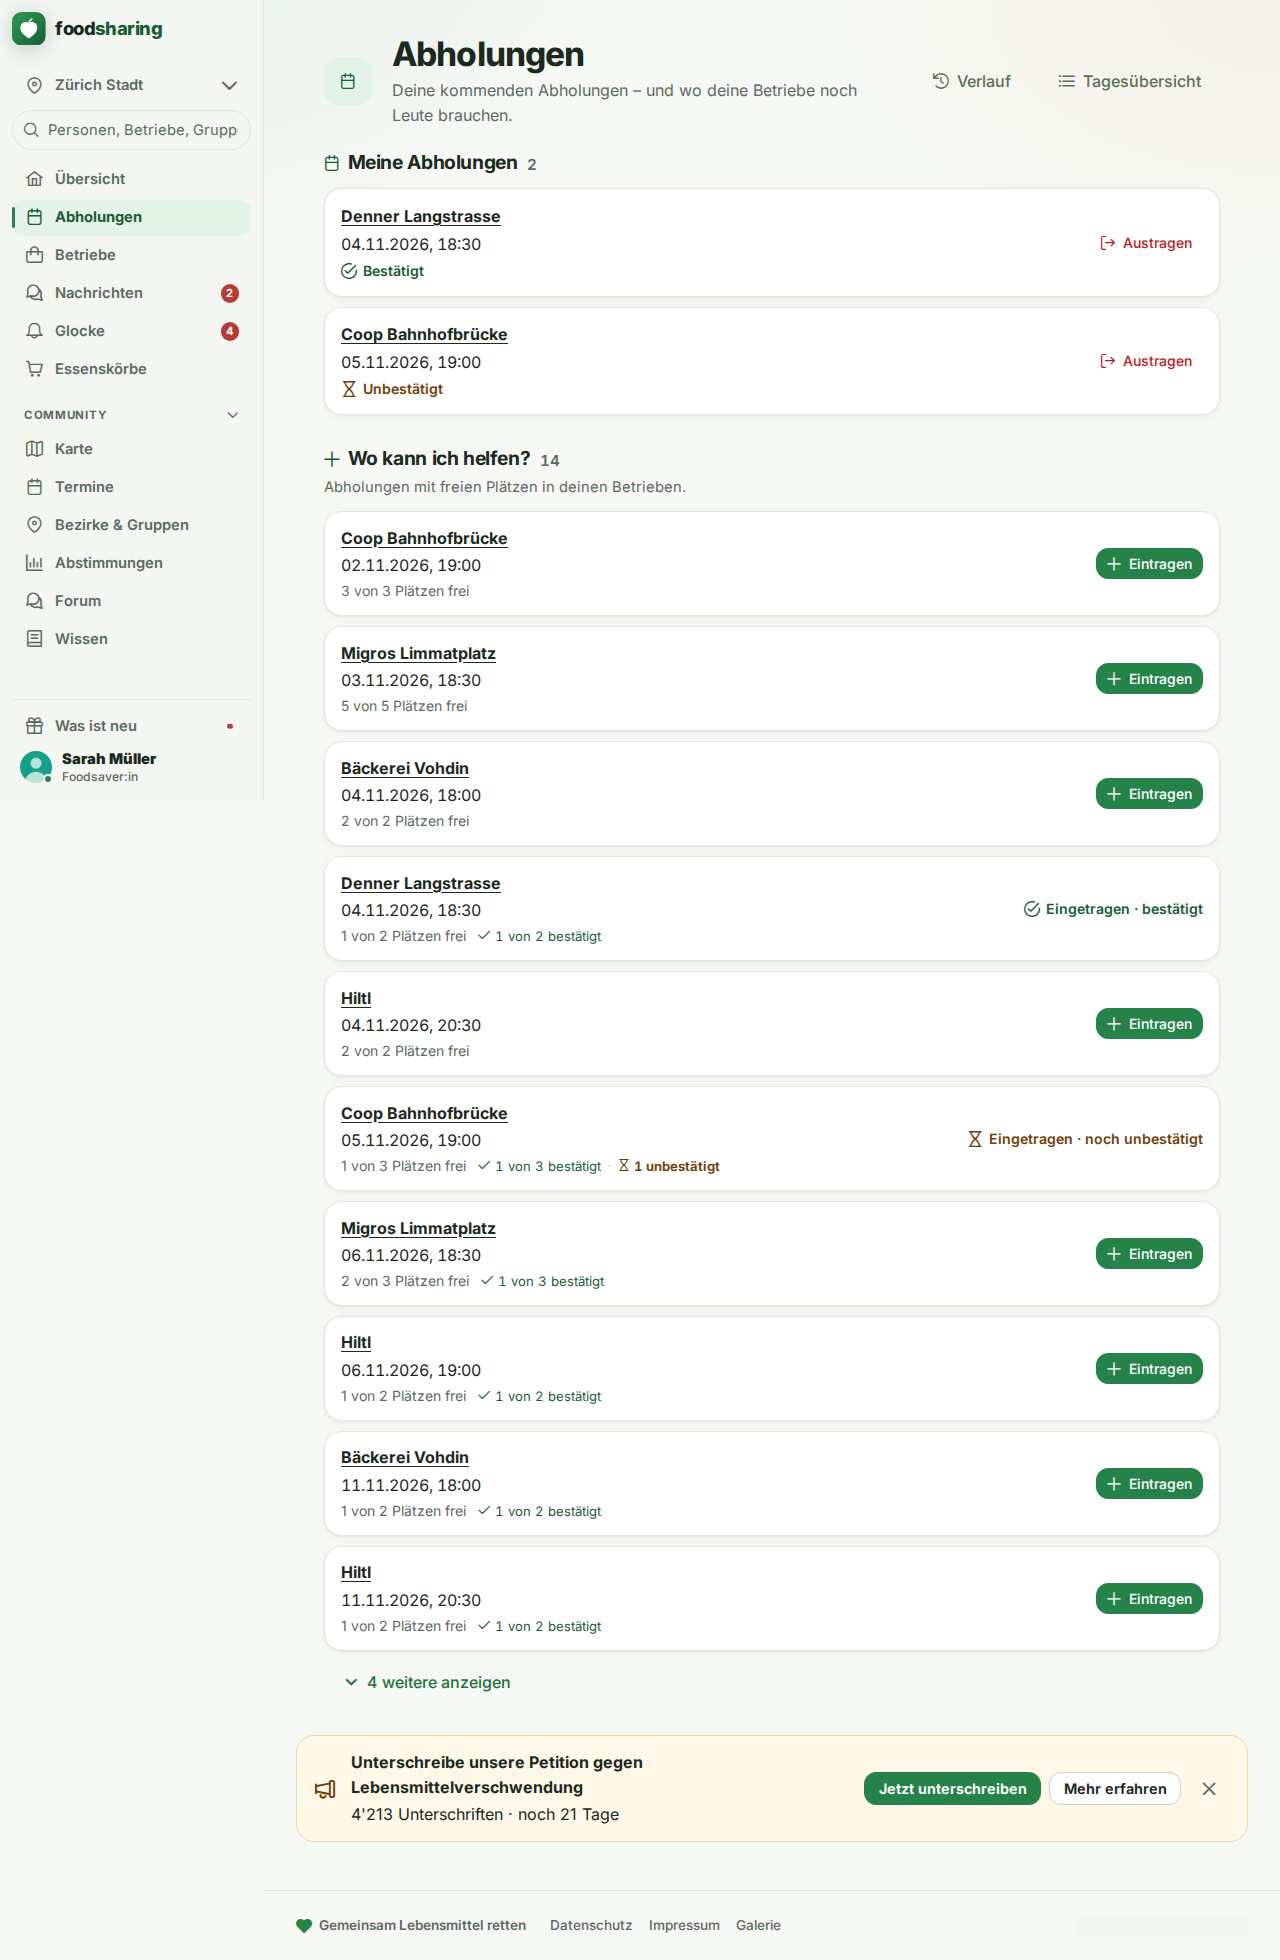 foodsharing
Zürich Stadt
Personen, Betriebe, Grupp
Übersicht
Abholungen
Betriebe
Nachrichten 2
Glocke 4
Essenskörbe
COMMUNITY
Karte
Termine
Bezirke & Gruppen
Abstimmungen
Forum
Wissen
Was ist neu
Sarah Müller
Foodsaver:in
Abholungen
Deine kommenden Abholungen – und wo deine Betriebe noch
Leute brauchen.
Verlauf
Tagesübersicht
Meine Abholungen 2
Denner Langstrasse
04.11.2026, 18:30
Bestätigt
Austragen
Coop Bahnhofbrücke
05.11.2026, 19:00
Unbestätigt
Austragen
Wo kann ich helfen? 14
Abholungen mit freien Plätzen in deinen Betrieben.
Coop Bahnhofbrücke
02.11.2026, 19:00
3 von 3 Plätzen frei
Eintragen
Migros Limmatplatz
03.11.2026, 18:30
5 von 5 Plätzen frei
Eintragen
Bäckerei Vohdin
04.11.2026, 18:00
2 von 2 Plätzen frei
Eintragen
Denner Langstrasse
04.11.2026, 18:30
1 von 2 Plätzen frei 1 von 2 bestätigt
Eingetragen · bestätigt
Hiltl
04.11.2026, 20:30
2 von 2 Plätzen frei
Eintragen
Coop Bahnhofbrücke
05.11.2026, 19:00
1 von 3 Plätzen frei 1 von 3 bestätigt · 1 unbestätigt
Eingetragen · noch unbestätigt
Migros Limmatplatz
06.11.2026, 18:30
2 von 3 Plätzen frei 1 von 3 bestätigt
Eintragen
Hiltl
06.11.2026, 19:00
1 von 2 Plätzen frei 1 von 2 bestätigt
Eintragen
Bäckerei Vohdin
11.11.2026, 18:00
1 von 2 Plätzen frei 1 von 2 bestätigt
Eintragen
Hiltl
11.11.2026, 20:30
1 von 2 Plätzen frei 1 von 2 bestätigt
Eintragen
4 weitere anzeigen
Unterschreibe unsere Petition gegen
Lebensmittelverschwendung
4'213 Unterschriften · noch 21 Tage
Jetzt unterschreiben
Mehr erfahren
Gemeinsam Lebensmittel retten
Datenschutz
Impressum
Galerie